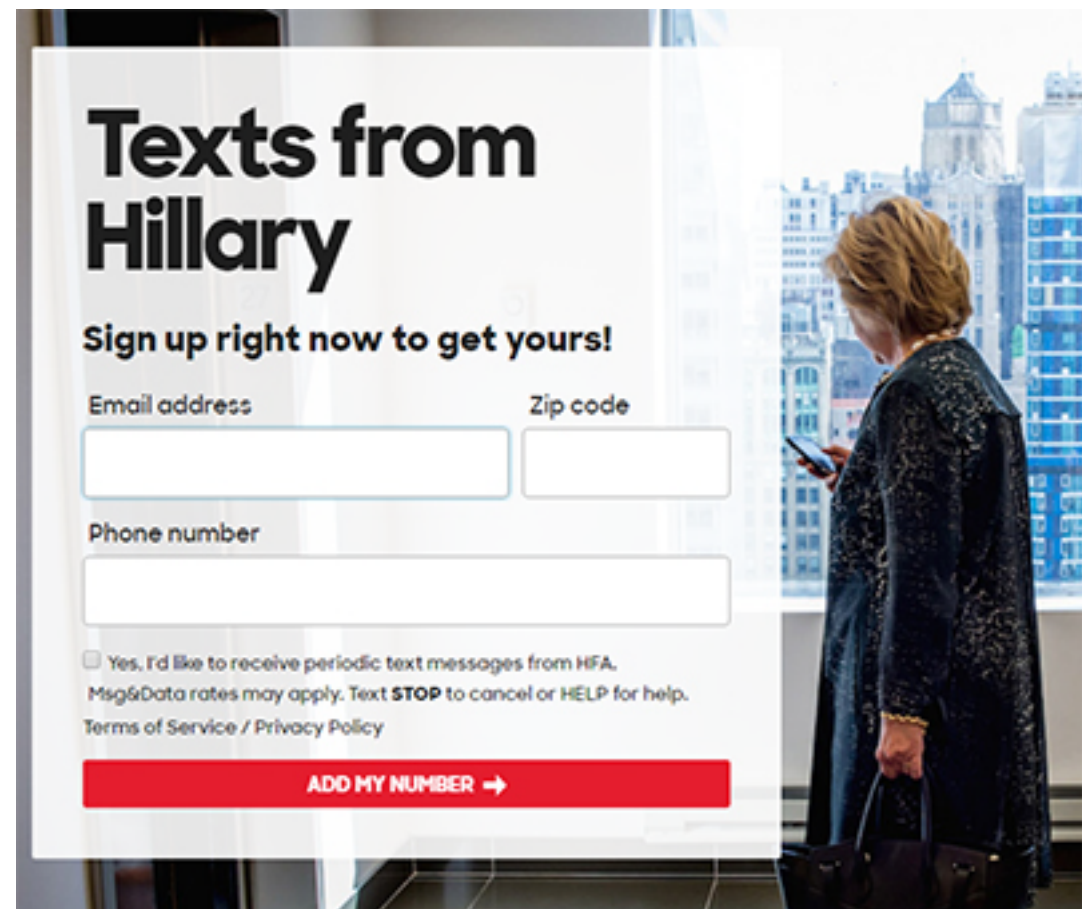 Texts from
Hillary
Sign up right now to get yours!
Email address Zip code
Phone number
Yes, I'd like to receive periodic text messages from HFA.
Msg&Data rates may apply. Text STOP to cancel or HELP for help.
Terms of Service / Privacy Policy
ADD MY NUMBER →